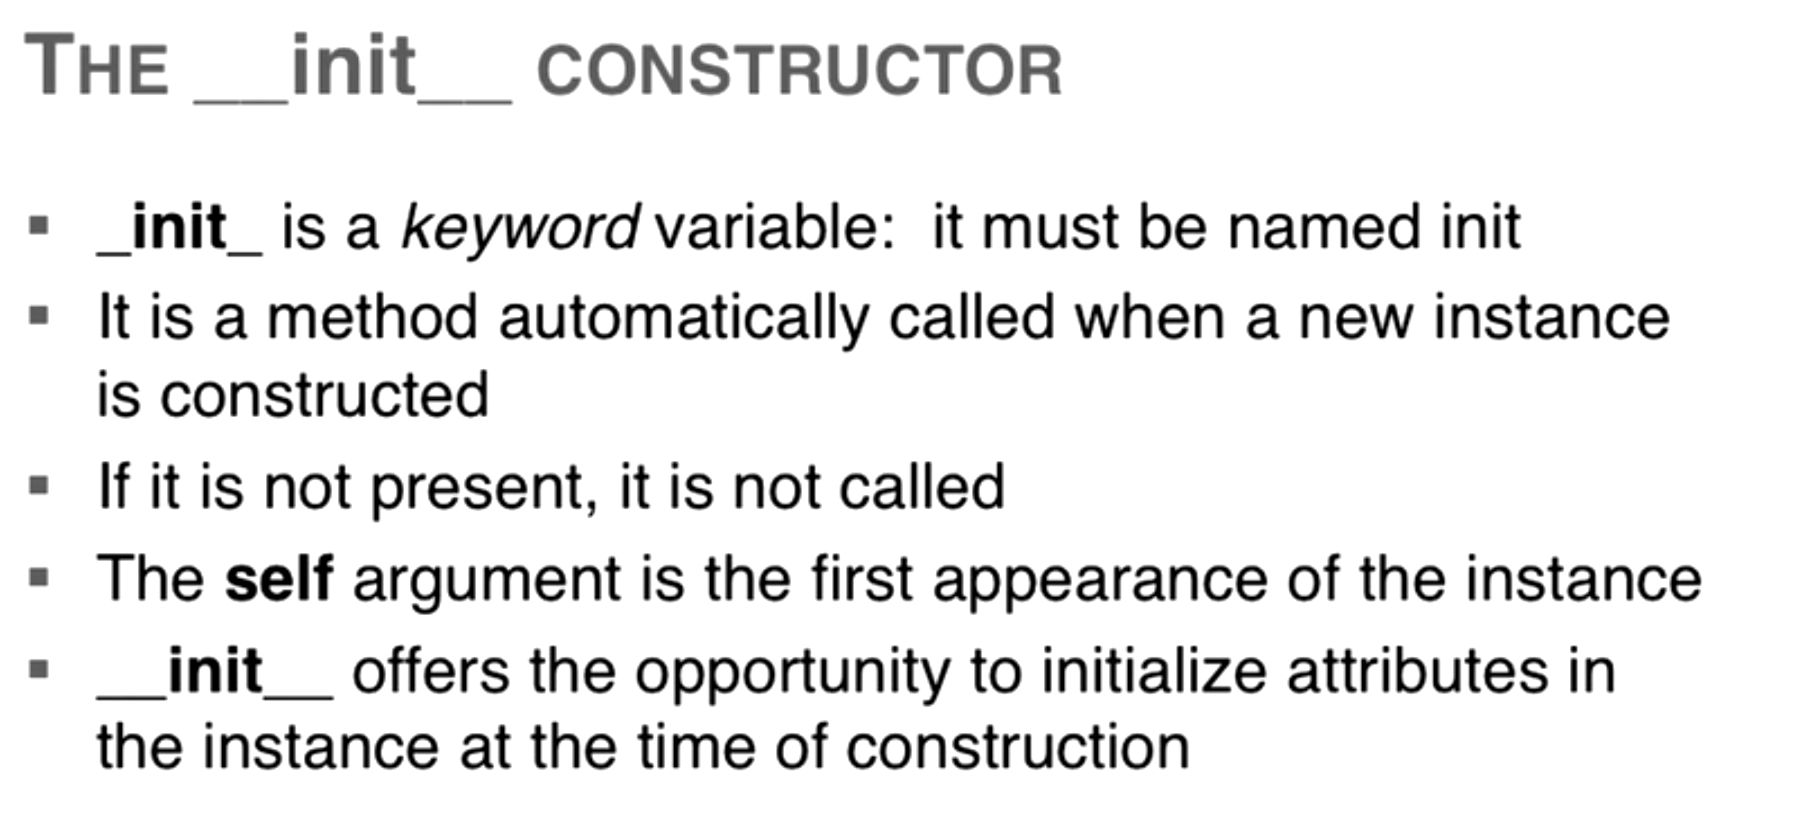 THE __init__ CONSTRUCTOR
▪ _init_ is a keyword variable:  it must be named init
▪ It is a method automatically called when a new instance
is constructed
▪ If it is not present, it is not called
▪ The self argument is the first appearance of the instance
▪ __init__ offers the opportunity to initialize attributes in
the instance at the time of construction